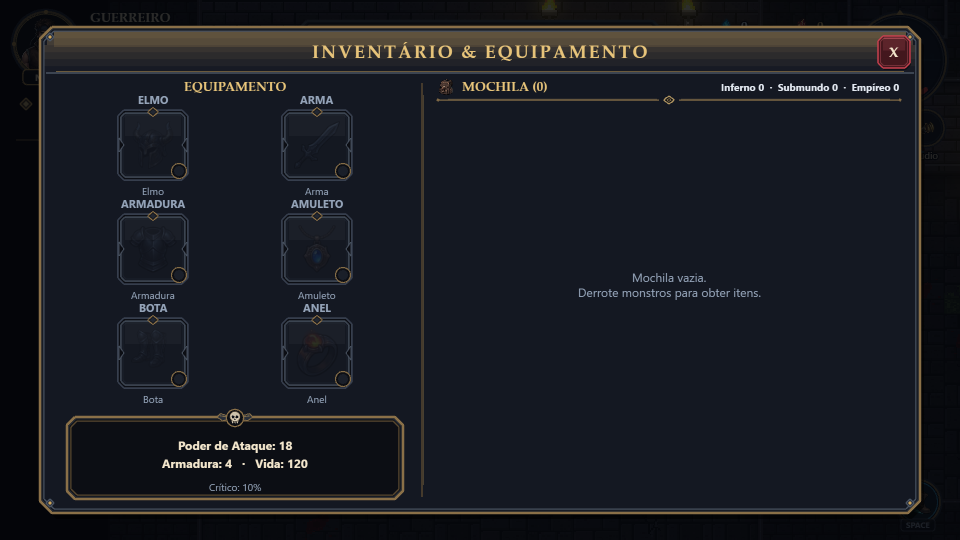 GUERREIRO
INVENTÁRIO & EQUIPAMENTO
X
EQUIPAMENTO
ELMO
ARMA
Elmo
Arma
ARMADURA
AMULETO
Armadura
Amuleto
BOTA
ANEL
Bota
Anel
Poder de Ataque: 18
Armadura: 4 · Vida: 120
Crítico: 10%
MOCHILA (0)
Inferno 0 · Submundo 0 · Empíreo 0
Mochila vazia.
Derrote monstros para obter itens.
SPACE